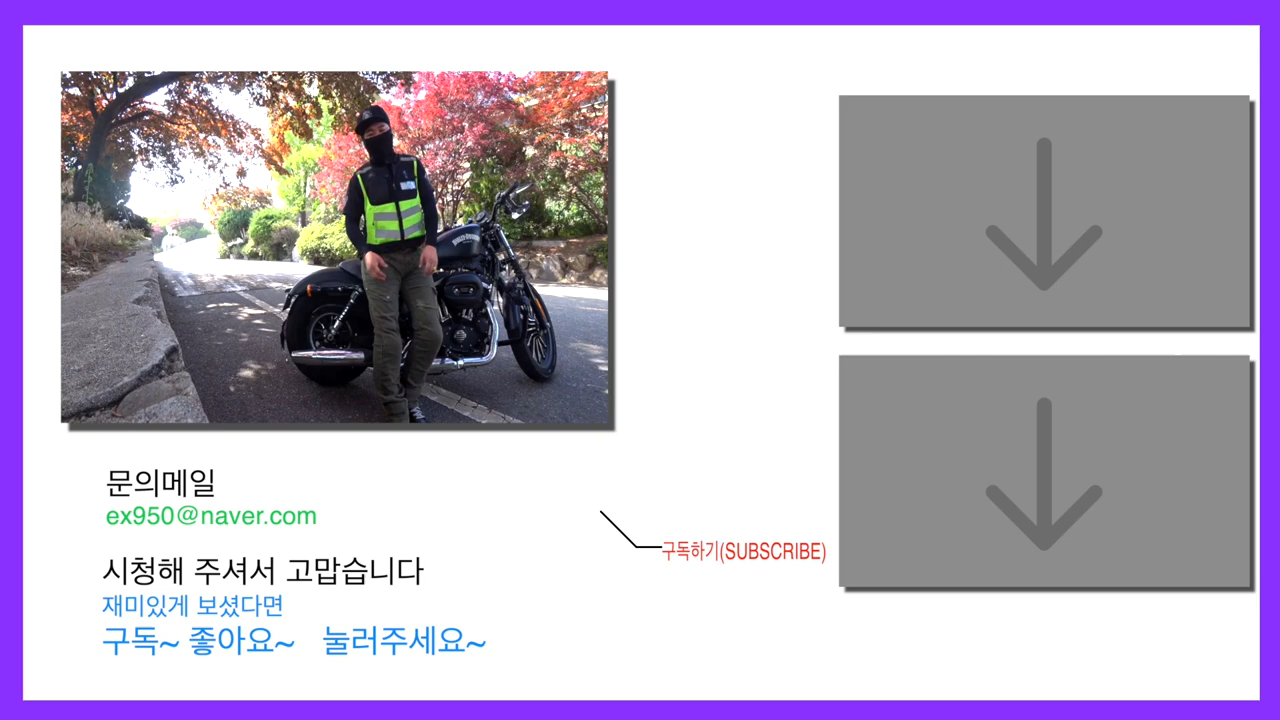 문의메일
ex950@naver.com
시청해 주셔서 고맙습니다
재미있게 보셨다면
구독~ 좋아요~ 눌러주세요~
구독하기(SUBSCRIBE)